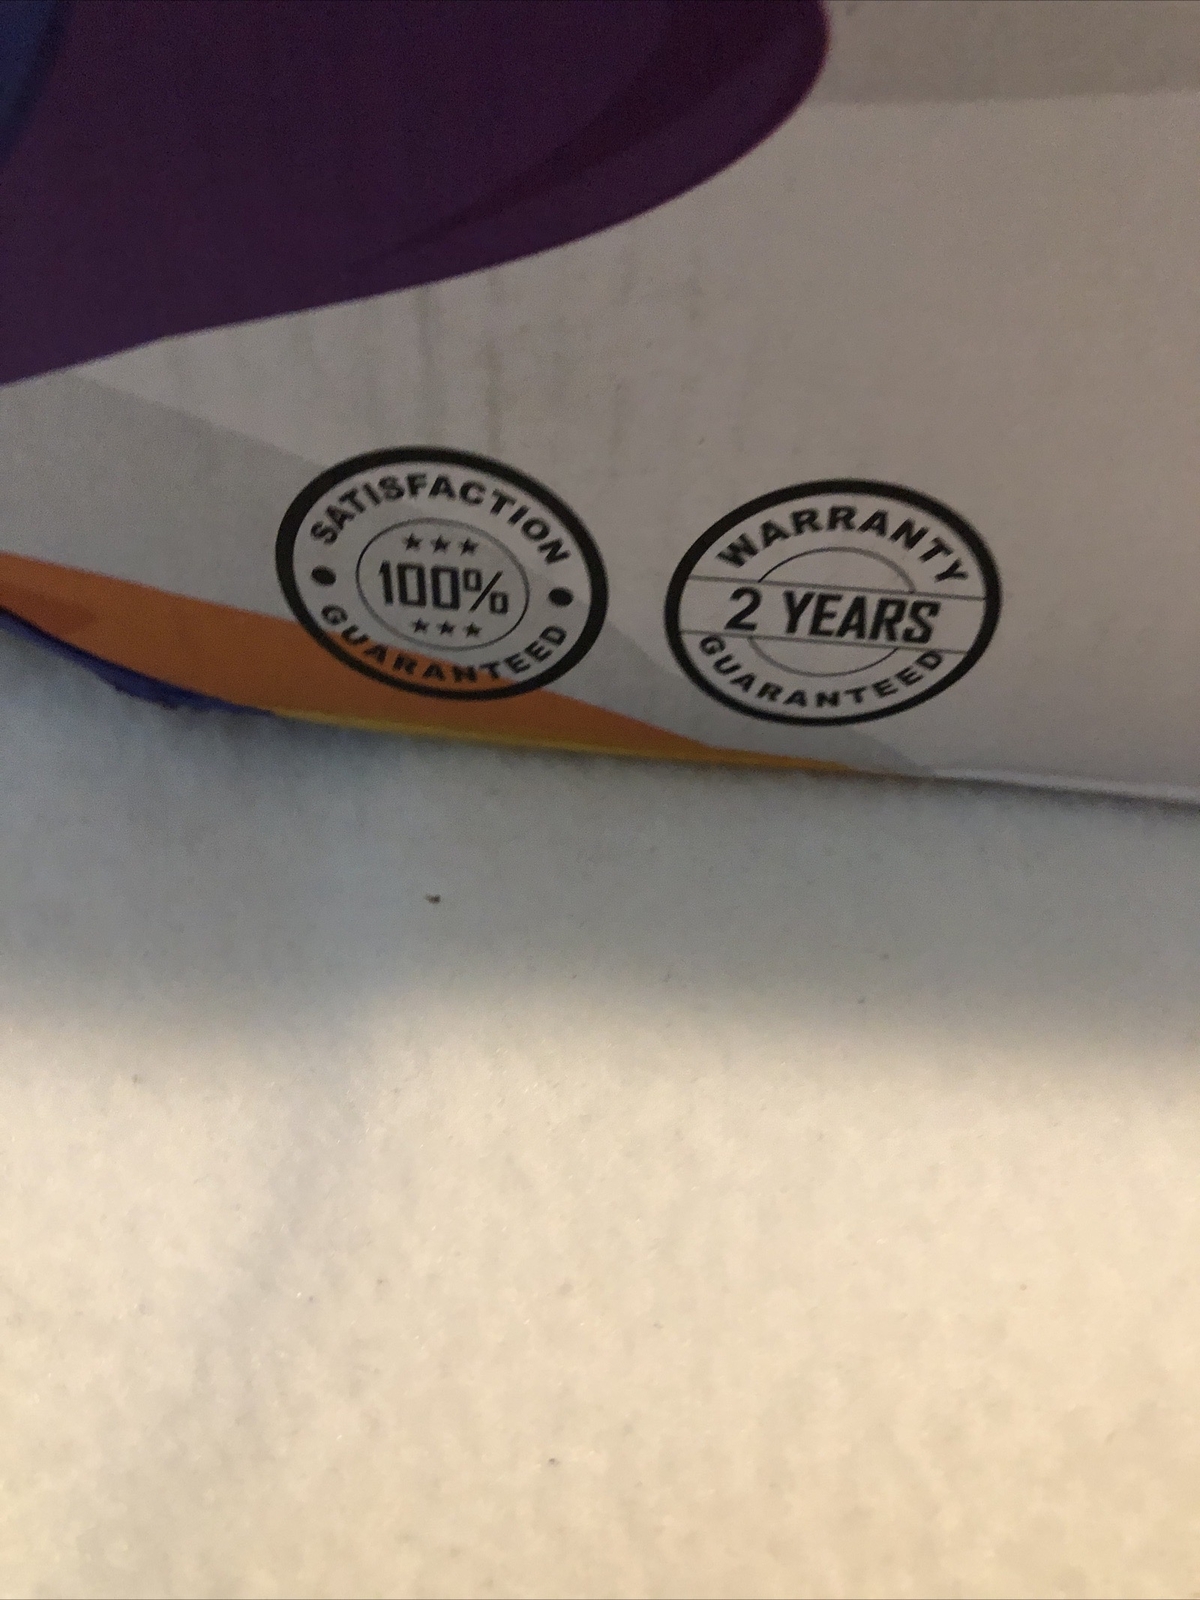 SATISFACTION
100%
GUARANTEED
WARRANTY
2 YEARS
GUARANTEED